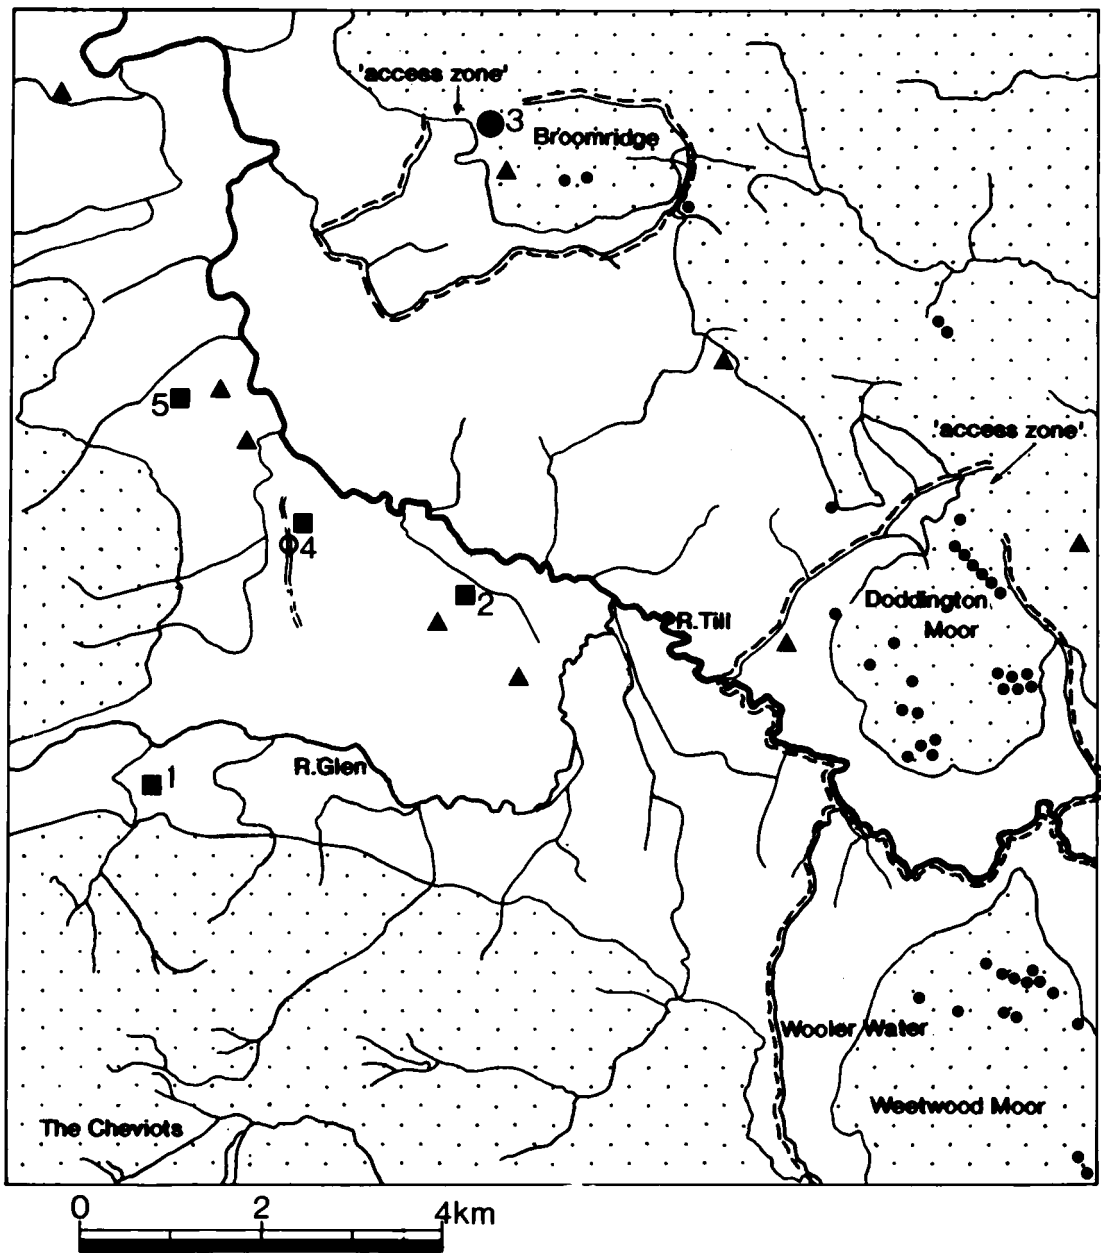 'access zone'
3
Broomridge
5
'access zone'
4
2
Doddington
Moor
R.Till
1
R.Glen
Wooler Water
Weetwood Moor
The Cheviots
0 2 4km